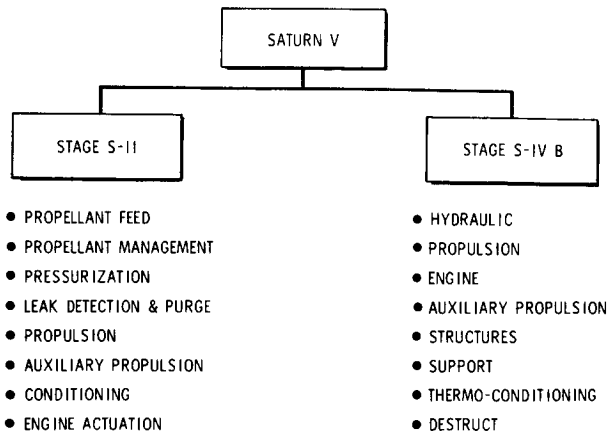 SATURN V
STAGE S-II
STAGE S-IV B
● PROPELLANT FEED
● PROPELLANT MANAGEMENT
● PRESSURIZATION
● LEAK DETECTION & PURGE
● PROPULSION
● AUXILIARY PROPULSION
● CONDITIONING
● ENGINE ACTUATION
● HYDRAULIC
● PROPULSION
● ENGINE
● AUXILIARY PROPULSION
● STRUCTURES
● SUPPORT
● THERMO-CONDITIONING
● DESTRUCT